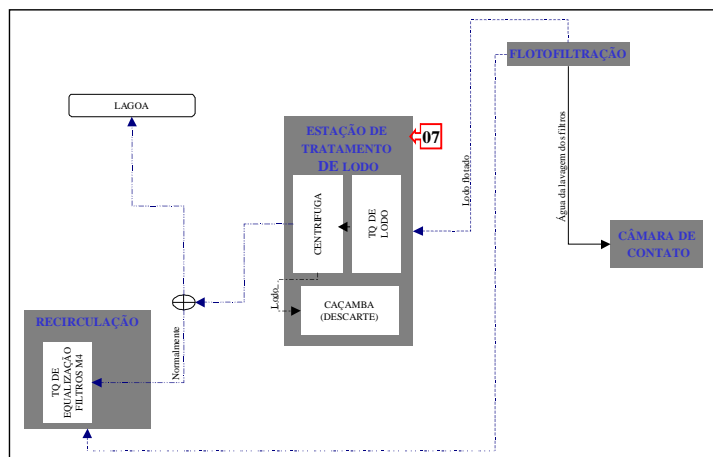 FLOTOFILTRAÇÃO
LAGOA
ESTAÇÃO DE
TRATAMENTO
DE LODO
07
Lodo flotado
Água da lavagem dos filtros
CENTRIFUGA
TQ DE
LODO
CÂMARA DE
CONTATO
Lodo
CAÇAMBA
(DESCARTE)
RECIRCULAÇÃO
TQ DE
EQUALIZAÇÃO
FILTROS M4
Normalmente